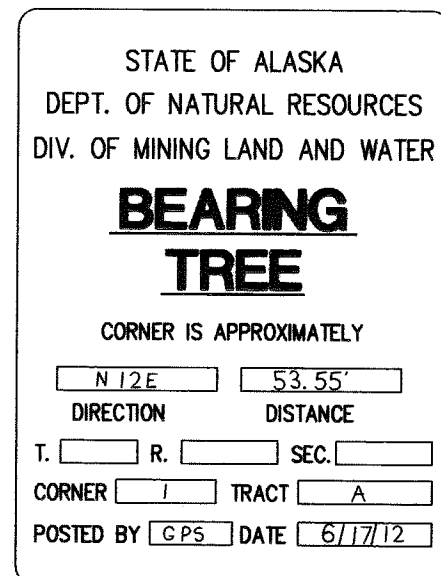 STATE OF ALASKA
DEPT. OF NATURAL RESOURCES
DIV. OF MINING LAND AND WATER
BEARING
TREE
CORNER IS APPROXIMATELY
N 12E 53.55'
DIRECTION DISTANCE
T. R. SEC.
CORNER 1 TRACT A
POSTED BY GPS DATE 6/17/12